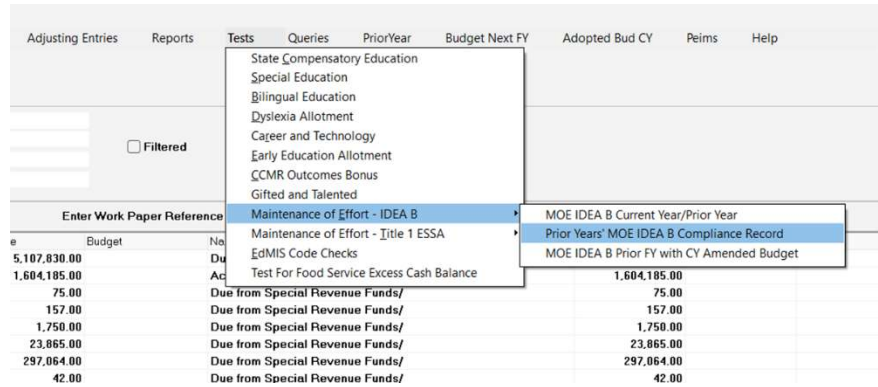 Adjusting Entries Reports Tests Queries PriorYear Budget Next FY Adopted Bud CY Peims Help
State Compensatory Education
Special Education
Bilingual Education
Dyslexia Allotment
Career and Technology
Filtered
Early Education Allotment
CCMR Outcomes Bonus
Gifted and Talented
Maintenance of Effort - IDEA B
MOE IDEA B Current Year/Prior Year
Enter Work Paper Reference
Maintenance of Effort - Title 1 ESSA
Prior Years' MOE IDEA B Compliance Record
e Budget Na
EdMIS Code Checks
MOE IDEA B Prior FY with CY Amended Budget
5,107,830.00 Du
Test For Food Service Excess Cash Balance
1,604,185.00 Ac 1,604,185.00
75.00 Due from Special Revenue Funds/ 75.00
157.00 Due from Special Revenue Funds/ 157.00
1,750.00 Due from Special Revenue Funds/ 1,750.00
23,865.00 Due from Special Revenue Funds/ 23,865.00
297,064.00 Due from Special Revenue Funds/ 297,064.00
42.00 Due from Special Revenue Funds/ 42.00